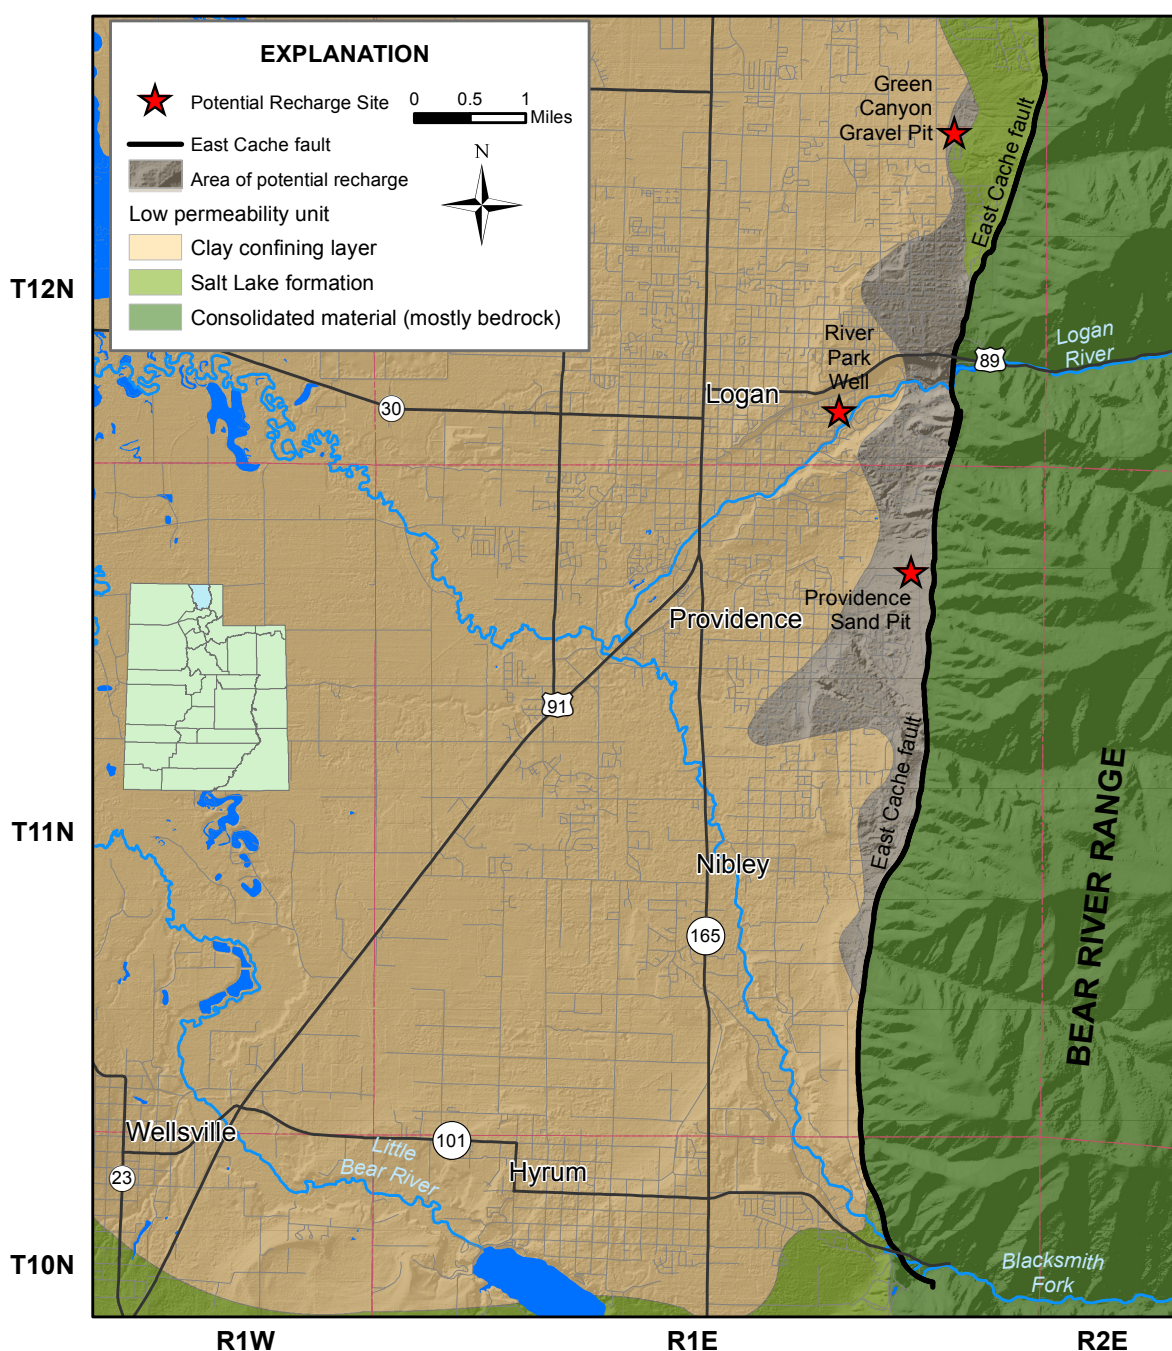 EXPLANATION
Potential Recharge Site
0 0.5 1
Miles
East Cache fault
Area of potential recharge
N
Low permeability unit
Clay confining layer
Salt Lake formation
Consolidated material (mostly bedrock)
Green
Canyon
Gravel Pit
East Cache fault
T12N
River
Park
Well
Logan
River
89
Logan
30
Providence
Sand Pit
Providence
91
East Cache fault
T11N
Nibley
BEAR RIVER RANGE
165
Wellsville
101
Little
Bear River
Hyrum
23
T10N
Blacksmith
Fork
R1W
R1E
R2E